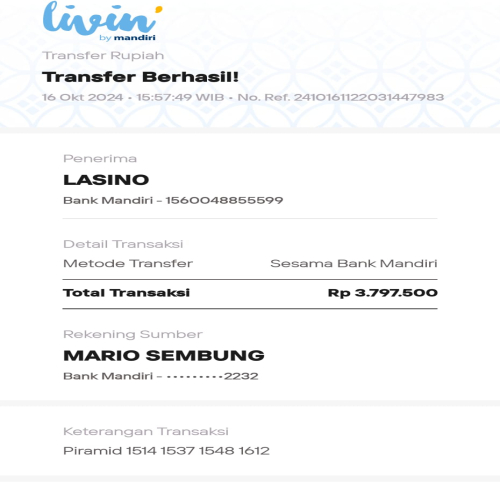 livin'
by mandiri
Transfer Rupiah
Transfer Berhasil!
16 Okt 2024 • 15:57:49 WIB • No. Ref. 2410161122031447983
Penerima
LASINO
Bank Mandiri - 1560048855599
Detail Transaksi
Metode Transfer Sesama Bank Mandiri
Total Transaksi Rp 3.797.500
Rekening Sumber
MARIO SEMBUNG
Bank Mandiri - •••••••••2232
Keterangan Transaksi
Piramid 1514 1537 1548 1612